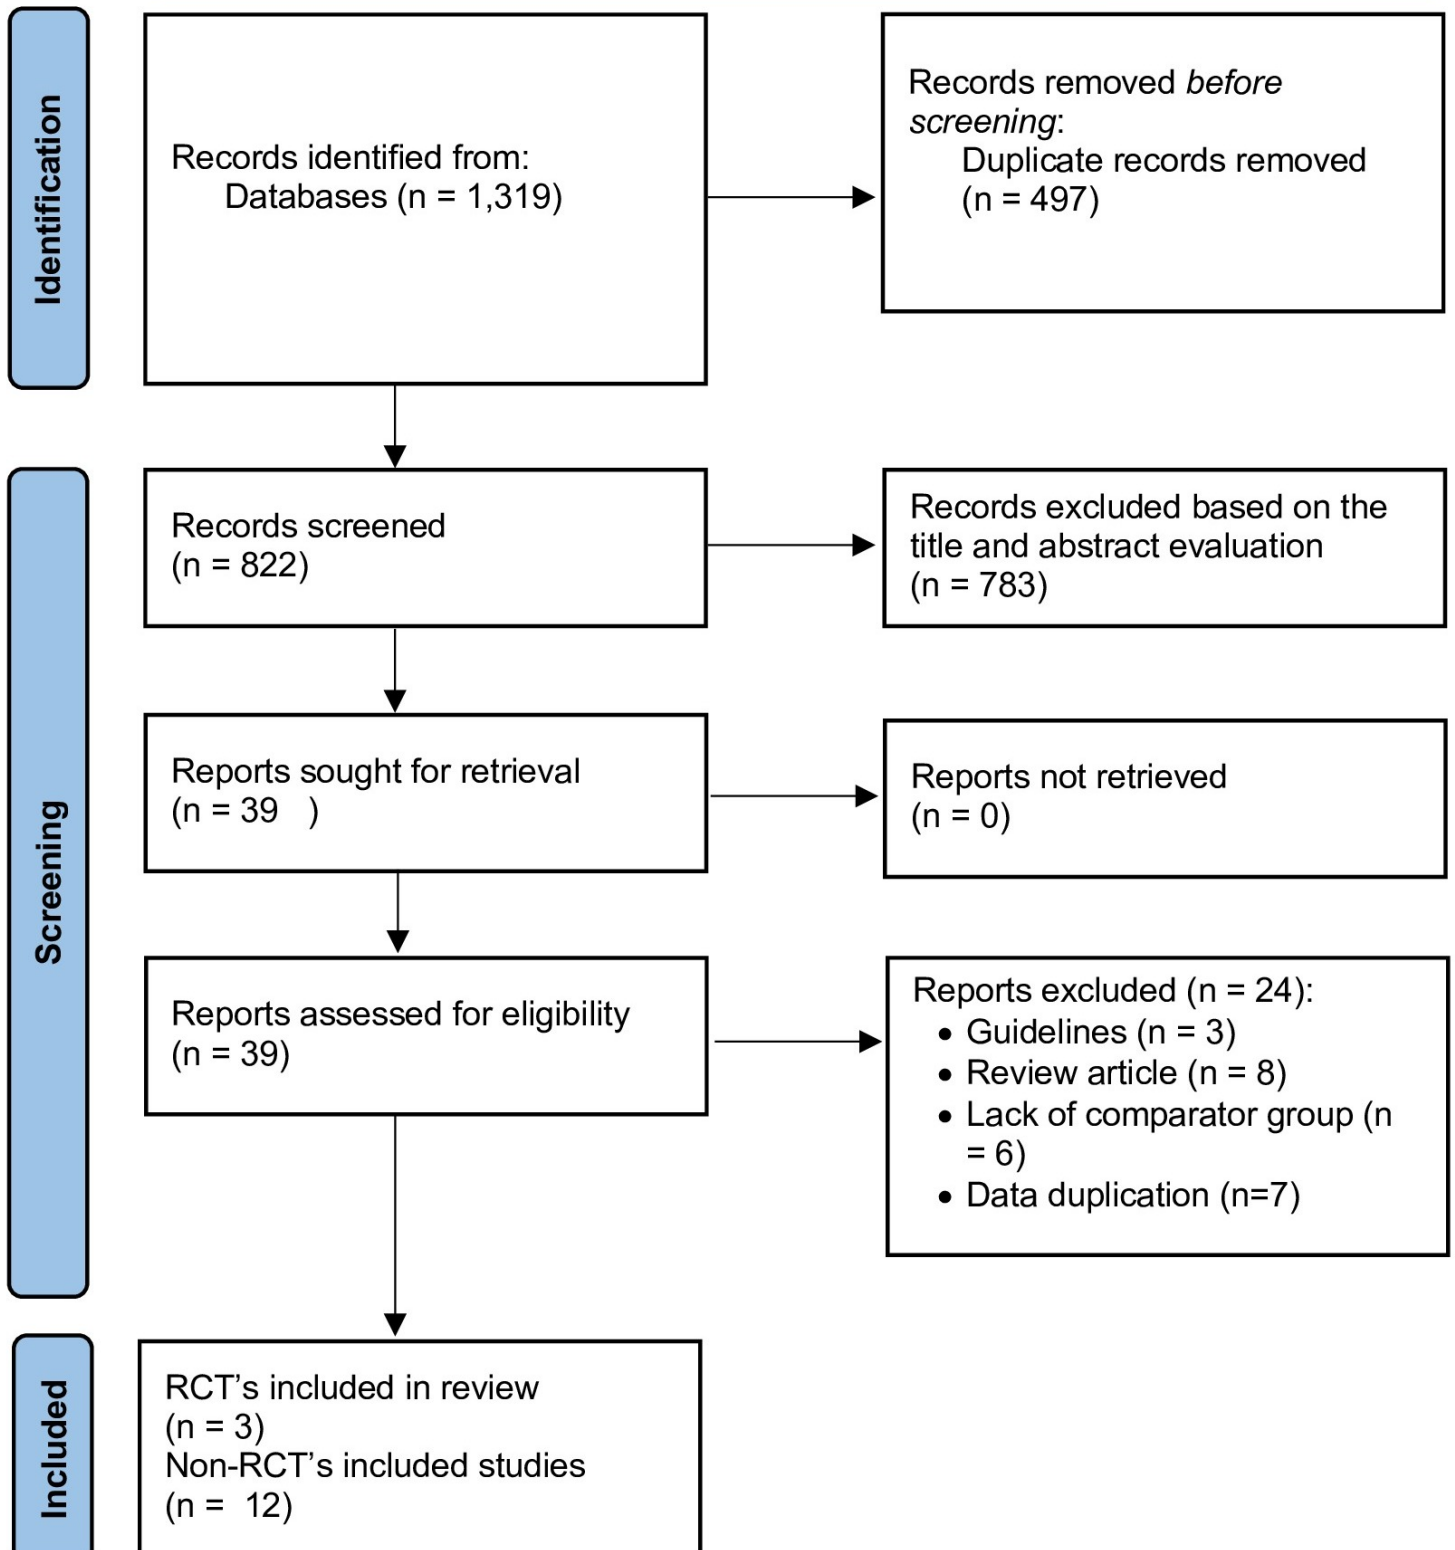 Identification
Records identified from:
Databases (n = 1,319)
Records removed before
screening:
Duplicate records removed
(n = 497)
Screening
Records screened
(n = 822)
Records excluded based on the
title and abstract evaluation
(n = 783)
Reports sought for retrieval
(n = 39   )
Reports not retrieved
(n = 0)
Reports assessed for eligibility
(n = 39)
Reports excluded (n = 24):
• Guidelines (n = 3)
• Review article (n = 8)
• Lack of comparator group (n
= 6)
• Data duplication (n=7)
Included
RCT’s included in review
(n = 3)
Non-RCT’s included studies
(n =  12)